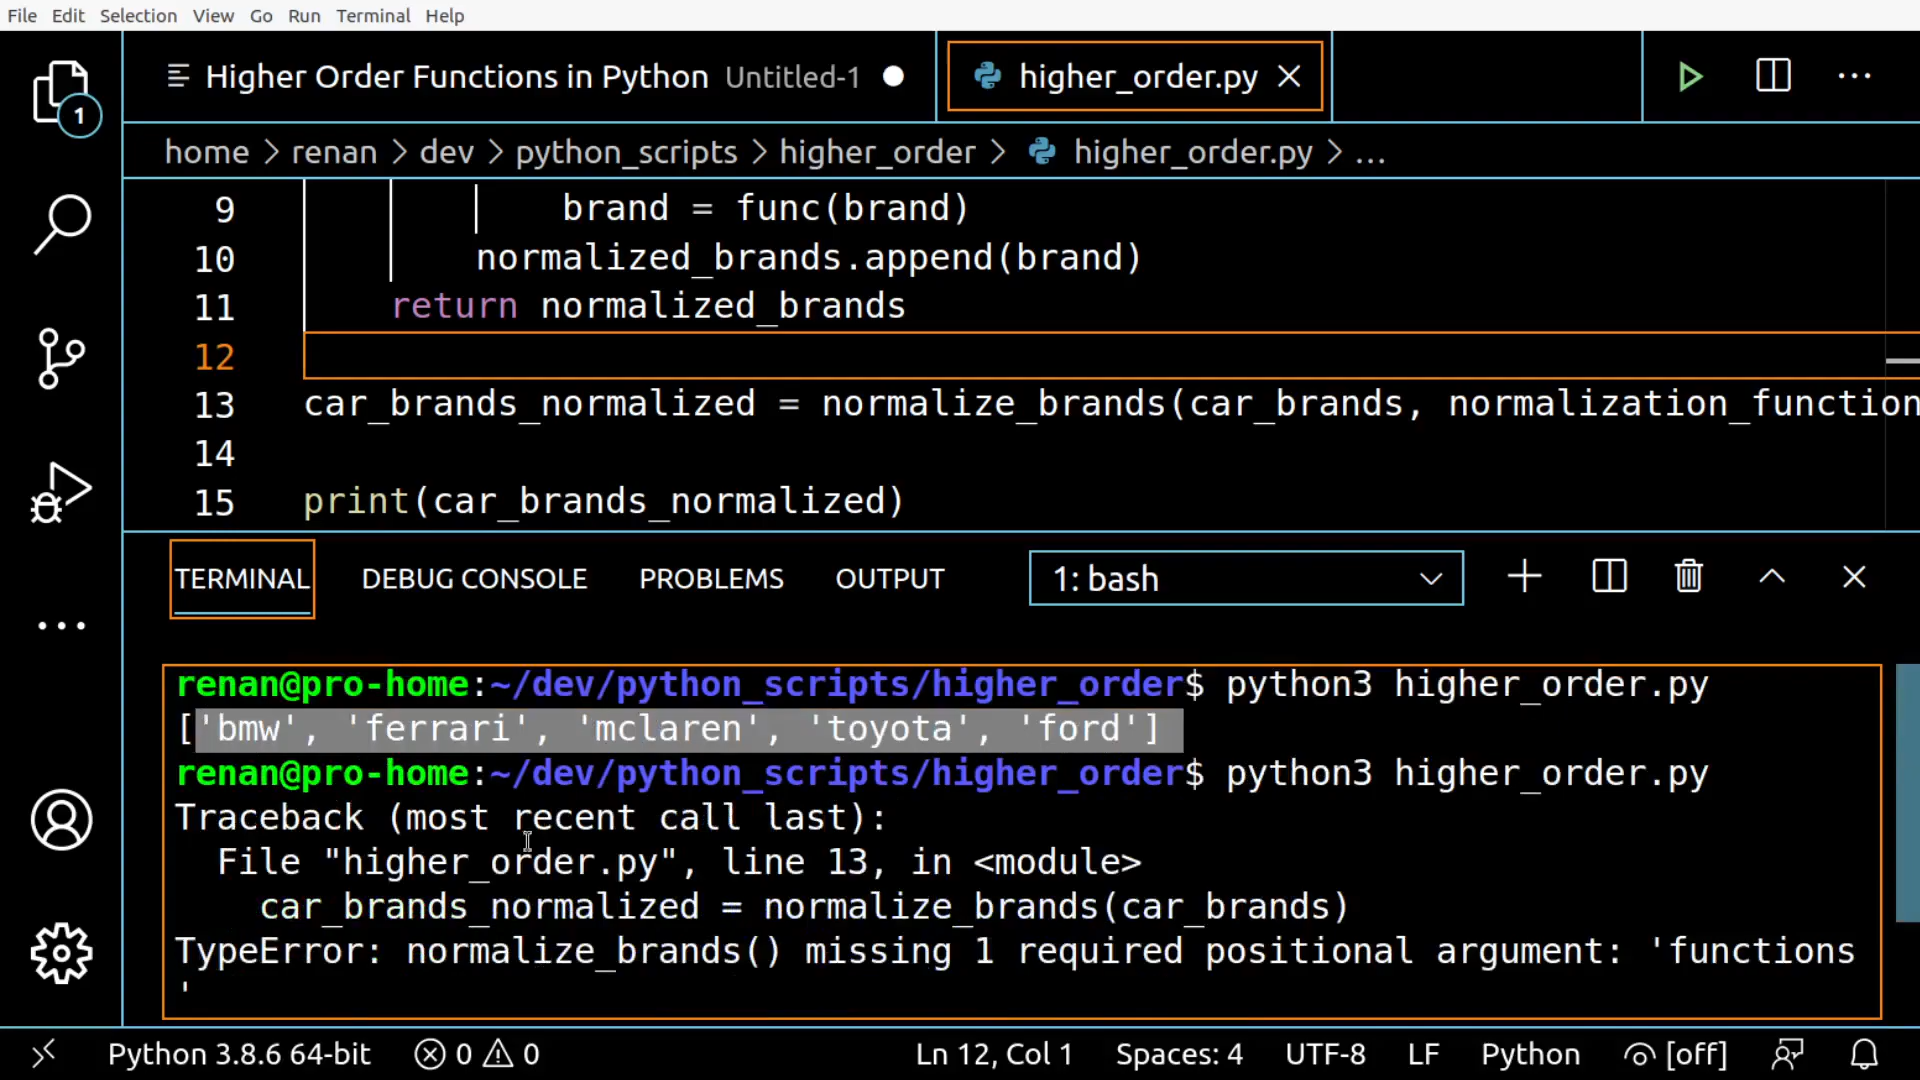 File Edit Selection View Go Run Terminal Help
Higher Order Functions in Python Untitled-1
higher_order.py
1
home > renan > dev > python_scripts > higher_order > higher_order.py > ...
9 brand = func(brand)
10 normalized_brands.append(brand)
11 return normalized_brands
12
13 car_brands_normalized = normalize_brands(car_brands, normalization_function
14
15 print(car_brands_normalized)
TERMINAL DEBUG CONSOLE PROBLEMS OUTPUT 1: bash
renan@pro-home:~/dev/python_scripts/higher_order$ python3 higher_order.py
['bmw', 'ferrari', 'mclaren', 'toyota', 'ford']
renan@pro-home:~/dev/python_scripts/higher_order$ python3 higher_order.py
Traceback (most recent call last):
File "higher_order.py", line 13, in <module>
car_brands_normalized = normalize_brands(car_brands)
TypeError: normalize_brands() missing 1 required positional argument: 'functions
'
Python 3.8.6 64-bit 0 0 Ln 12, Col 1 Spaces: 4 UTF-8 LF Python [off]